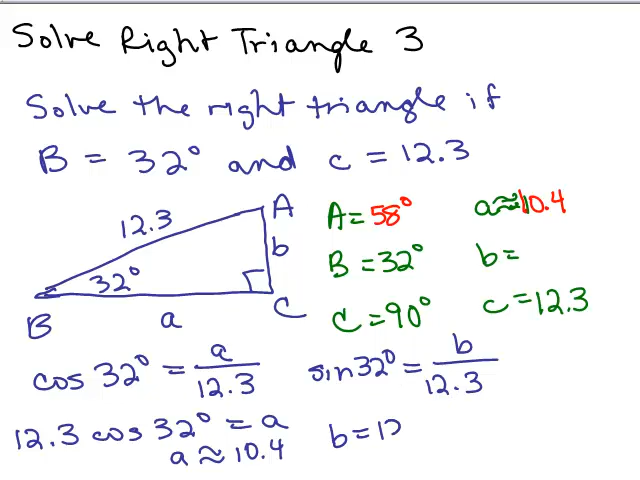 Solve Right Triangle 3
Solve the right triangle if
B = 32° and c = 12.3
12.3
A
b
32°
B
a
C
A = 58°
a ≈ 10.4
B = 32°
b =
C = 90°
c = 12.3
cos 32° = a/12.3
sin 32° = b/12.3
12.3 cos 32° = a
a ≈ 10.4
b = 12